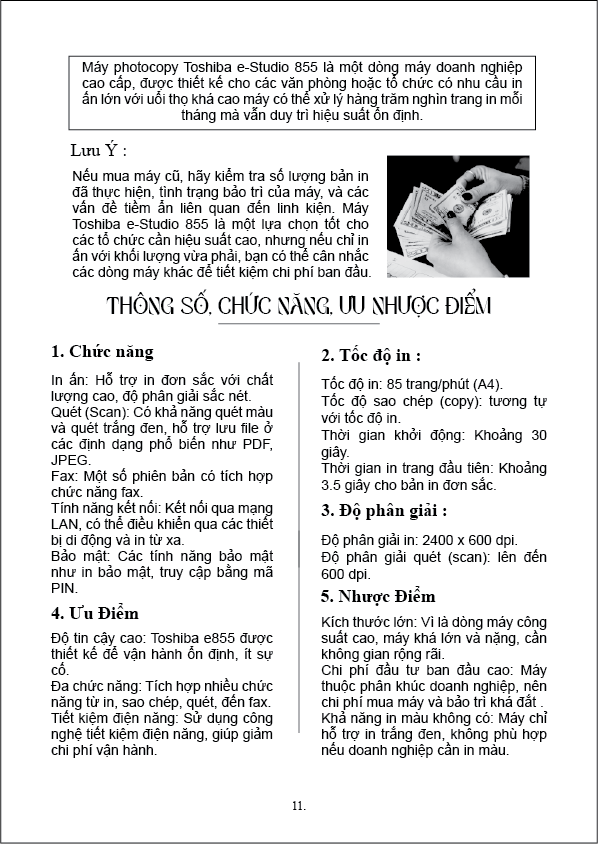 Máy photocopy Toshiba e-Studio 855 là một dòng máy doanh nghiệp
cao cấp, được thiết kế cho các văn phòng hoặc tổ chức có nhu cầu in
ấn lớn với uổi thọ khá cao máy có thể xử lý hàng trăm nghìn trang in mỗi
tháng mà vẫn duy trì hiệu suất ổn định.
Lưu Ý :
Nếu mua máy cũ, hãy kiểm tra số lượng bản in
đã thực hiện, tình trạng bảo trì của máy, và các
vấn đề tiềm ẩn liên quan đến linh kiện. Máy
Toshiba e-Studio 855 là một lựa chọn tốt cho
các tổ chức cần hiệu suất cao, nhưng nếu chỉ in
ấn với khối lượng vừa phải, bạn có thể cân nhắc
các dòng máy khác để tiết kiệm chi phí ban đầu.
THÔNG SỐ, CHỨC NĂNG, ƯU NHƯỢC ĐIỂM
1. Chức năng
In ấn: Hỗ trợ in đơn sắc với chất
lượng cao, độ phân giải sắc nét.
Quét (Scan): Có khả năng quét màu
và quét trắng đen, hỗ trợ lưu file ở
các định dạng phổ biến như PDF,
JPEG.
Fax: Một số phiên bản có tích hợp
chức năng fax.
Tính năng kết nối: Kết nối qua mạng
LAN, có thể điều khiển qua các thiết
bị di động và in từ xa.
Bảo mật: Các tính năng bảo mật
như in bảo mật, truy cập bằng mã
PIN.
4. Ưu Điểm
Độ tin cậy cao: Toshiba e855 được
thiết kế để vận hành ổn định, ít sự
cố.
Đa chức năng: Tích hợp nhiều chức
năng từ in, sao chép, quét, đến fax.
Tiết kiệm điện năng: Sử dụng công
nghệ tiết kiệm điện năng, giúp giảm
chi phí vận hành.
2. Tốc độ in :
Tốc độ in: 85 trang/phút (A4).
Tốc độ sao chép (copy): tương tự
với tốc độ in.
Thời gian khởi động: Khoảng 30
giây.
Thời gian in trang đầu tiên: Khoảng
3.5 giây cho bản in đơn sắc.
3. Độ phân giải :
Độ phân giải in: 2400 x 600 dpi.
Độ phân giải quét (scan): lên đến
600 dpi.
5. Nhược Điểm
Kích thước lớn: Vì là dòng máy công
suất cao, máy khá lớn và nặng, cần
không gian rộng rãi.
Chi phí đầu tư ban đầu cao: Máy
thuộc phân khúc doanh nghiệp, nên
chi phí mua máy và bảo trì khá đắt .
Khả năng in màu không có: Máy chỉ
hỗ trợ in trắng đen, không phù hợp
nếu doanh nghiệp cần in màu.
11.